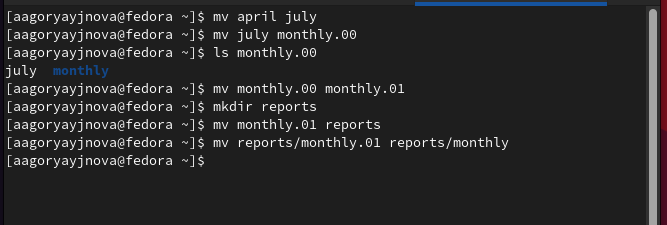 [aagoryayjnova@fedora ~]$ mv april july
[aagoryayjnova@fedora ~]$ mv july monthly.00
[aagoryayjnova@fedora ~]$ ls monthly.00
july  monthly
[aagoryayjnova@fedora ~]$ mv monthly.00 monthly.01
[aagoryayjnova@fedora ~]$ mkdir reports
[aagoryayjnova@fedora ~]$ mv monthly.01 reports
[aagoryayjnova@fedora ~]$ mv reports/monthly.01 reports/monthly
[aagoryayjnova@fedora ~]$